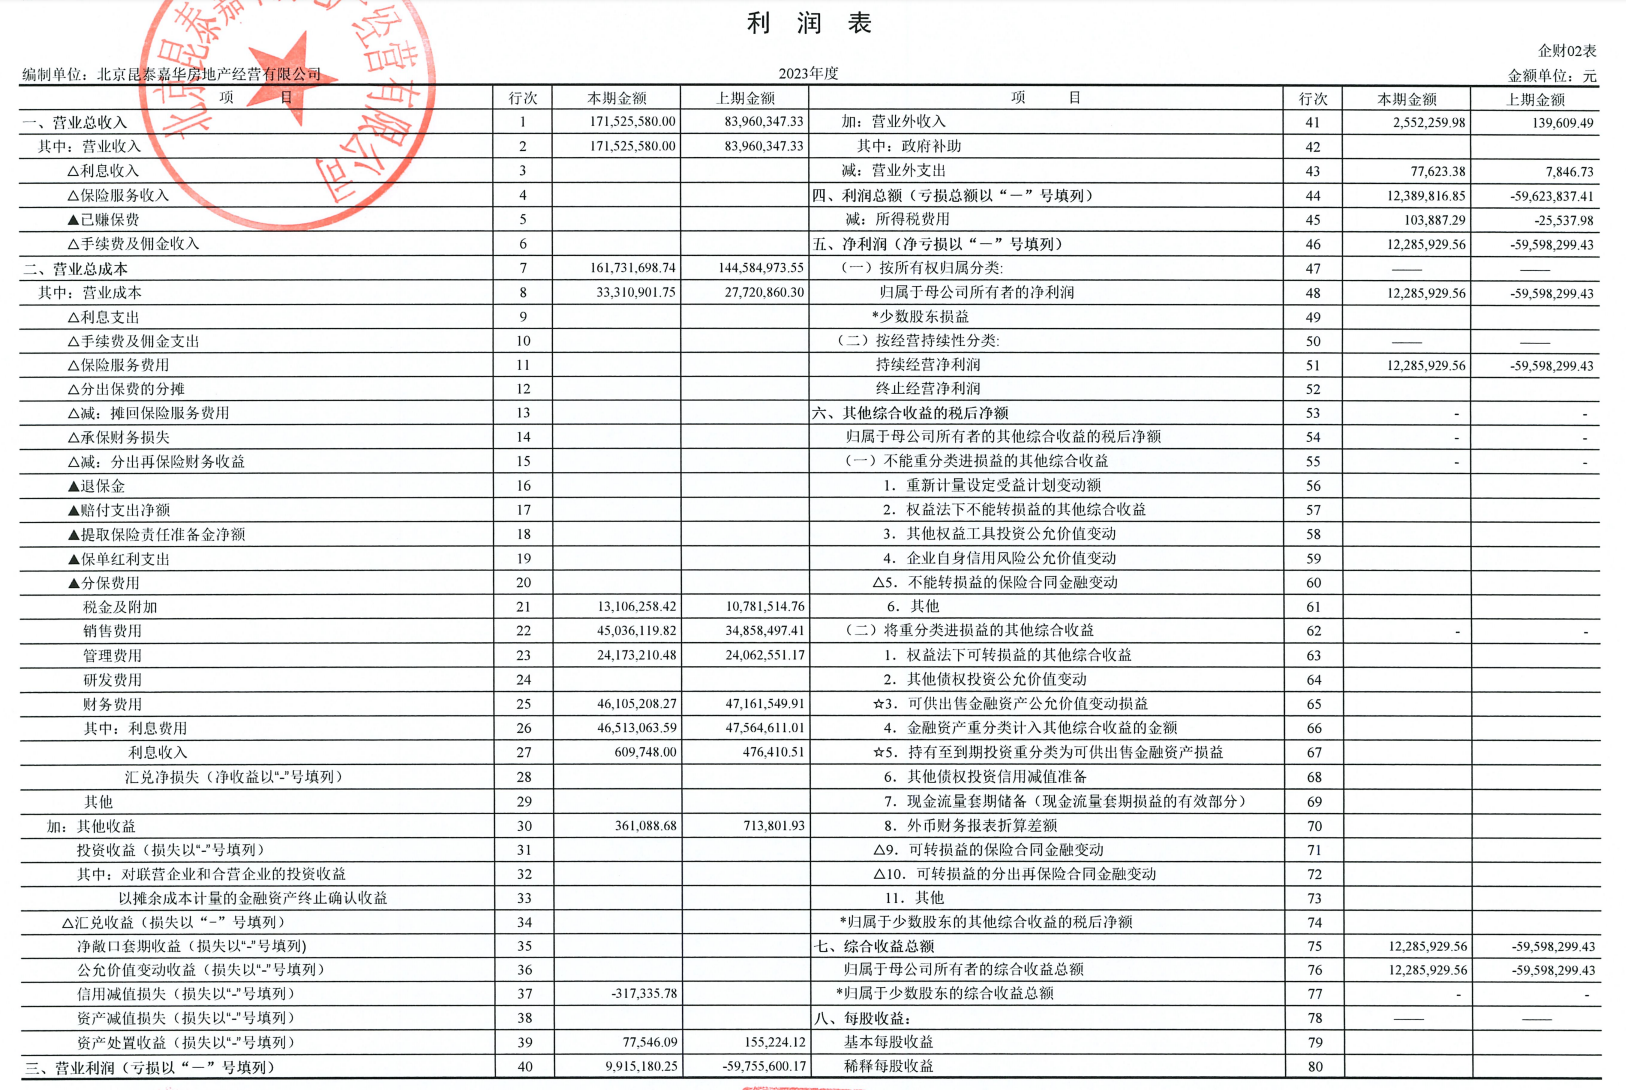 利 润 表
企财02表
编制单位：北京昆泰嘉华房地产经营有限公司 2023年度 金额单位：元
项 目 行次 本期金额 上期金额 项 目 行次 本期金额 上期金额
一、营业总收入 1 171,525,580.00 83,960,347.33 加：营业外收入 41 2,552,259.98 139,609.49
其中：营业收入 2 171,525,580.00 83,960,347.33 其中：政府补助 42
△利息收入 3 减：营业外支出 43 77,623.38 7,846.73
△保险服务收入 4 四、利润总额（亏损总额以“－”号填列） 44 12,389,816.85 -59,623,837.41
▲已赚保费 5 减：所得税费用 45 103,887.29 -25,537.98
△手续费及佣金收入 6 五、净利润（净亏损以“－”号填列） 46 12,285,929.56 -59,598,299.43
二、营业总成本 7 161,731,698.74 144,584,973.55 （一）按所有权归属分类: 47 —— ——
其中：营业成本 8 33,310,901.75 27,720,860.30 归属于母公司所有者的净利润 48 12,285,929.56 -59,598,299.43
△利息支出 9 *少数股东损益 49
△手续费及佣金支出 10 （二）按经营持续性分类: 50 —— ——
△保险服务费用 11 持续经营净利润 51 12,285,929.56 -59,598,299.43
△分出保费的分摊 12 终止经营净利润 52
△减：摊回保险服务费用 13 六、其他综合收益的税后净额 53 - -
△承保财务损失 14 归属于母公司所有者的其他综合收益的税后净额 54 - -
△减：分出再保险财务收益 15 （一）不能重分类进损益的其他综合收益 55 - -
▲退保金 16 1．重新计量设定受益计划变动额 56
▲赔付支出净额 17 2．权益法下不能转损益的其他综合收益 57
▲提取保险责任准备金净额 18 3．其他权益工具投资公允价值变动 58
▲保单红利支出 19 4．企业自身信用风险公允价值变动 59
▲分保费用 20 △5．不能转损益的保险合同金融变动 60
税金及附加 21 13,106,258.42 10,781,514.76 6．其他 61
销售费用 22 45,036,119.82 34,858,497.41 （二）将重分类进损益的其他综合收益 62 - -
管理费用 23 24,173,210.48 24,062,551.17 1．权益法下可转损益的其他综合收益 63
研发费用 24 2．其他债权投资公允价值变动 64
财务费用 25 46,105,208.27 47,161,549.91 ☆3．可供出售金融资产公允价值变动损益 65
其中：利息费用 26 46,513,063.59 47,564,611.01 4．金融资产重分类计入其他综合收益的金额 66
利息收入 27 609,748.00 476,410.51 ☆5．持有至到期投资重分类为可供出售金融资产损益 67
汇兑净损失（净收益以“-”号填列） 28 6．其他债权投资信用减值准备 68
其他 29 7．现金流量套期储备（现金流量套期损益的有效部分） 69
加：其他收益 30 361,088.68 713,801.93 8．外币财务报表折算差额 70
投资收益（损失以“-”号填列） 31 △9．可转损益的保险合同金融变动 71
其中：对联营企业和合营企业的投资收益 32 △10．可转损益的分出再保险合同金融变动 72
以摊余成本计量的金融资产终止确认收益 33 11．其他 73
△汇兑收益（损失以“-”号填列） 34 *归属于少数股东的其他综合收益的税后净额 74
净敞口套期收益（损失以“-”号填列) 35 七、综合收益总额 75 12,285,929.56 -59,598,299.43
公允价值变动收益（损失以“-”号填列） 36 归属于母公司所有者的综合收益总额 76 12,285,929.56 -59,598,299.43
信用减值损失（损失以“-”号填列） 37 -317,335.78 *归属于少数股东的综合收益总额 77 - -
资产减值损失（损失以“-”号填列） 38 八、每股收益： 78 —— ——
资产处置收益（损失以“-”号填列） 39 77,546.09 155,224.12 基本每股收益 79
三、营业利润（亏损以“－”号填列） 40 9,915,180.25 -59,755,600.17 稀释每股收益 80